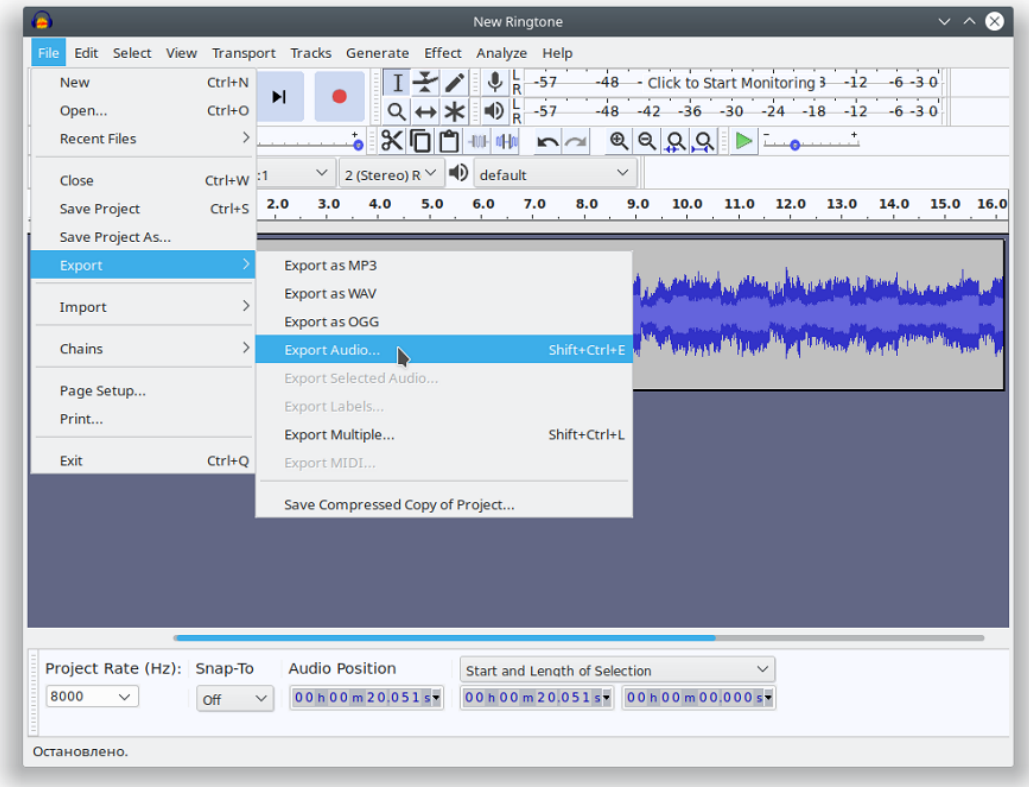 New Ringtone
File Edit Select View Transport Tracks Generate Effect Analyze Help
New Ctrl+N
Open... Ctrl+O
Recent Files
Close Ctrl+W
Save Project Ctrl+S
Save Project As...
Export
Import
Chains
Page Setup...
Print...
Exit Ctrl+Q
L
R
-57 -48 - Click to Start Monitoring 3 -12 -6 -3 0
L
R
-57 -48 -42 -36 -30 -24 -18 -12 -6 -3 0
- +
:1 2 (Stereo) R default
2.0 3.0 4.0 5.0 6.0 7.0 8.0 9.0 10.0 11.0 12.0 13.0 14.0 15.0 16.0
Export as MP3
Export as WAV
Export as OGG
Export Audio... Shift+Ctrl+E
Export Selected Audio...
Export Labels...
Export Multiple... Shift+Ctrl+L
Export MIDI...
Save Compressed Copy of Project...
Project Rate (Hz): Snap-To Audio Position Start and Length of Selection
8000 Off 00 h 00 m 20.051 s 00 h 00 m 20.051 s 00 h 00 m 00.000 s
Остановлено.